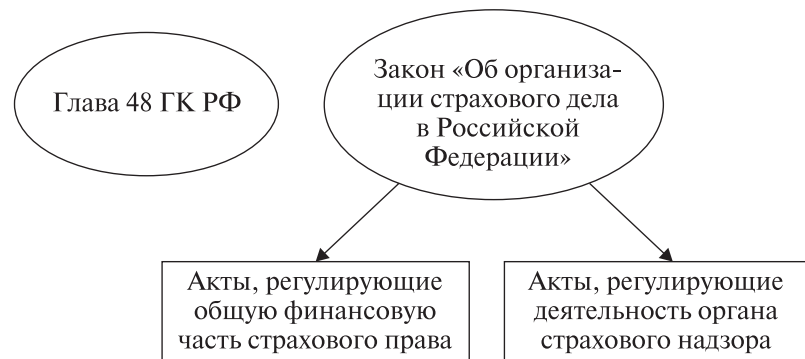 Глава 48 ГК РФ
Закон «Об организа-
ции страхового дела
в Российской
Федерации»
Акты, регулирующие
общую финансовую
часть страхового права
Акты, регулирующие
деятельность органа
страхового надзора